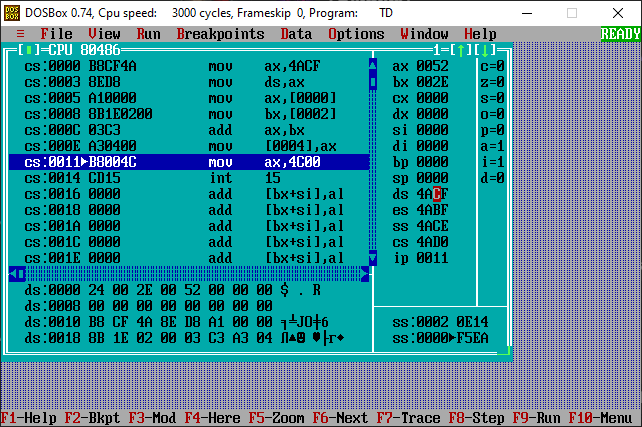 DOSBox 0.74, Cpu speed: 3000 cycles, Frameskip 0, Program: TD
≡ File View Run Breakpoints Data Options Window Help READY
[■]=CPU 80486 1=[↑][↓]
cs:0000 B8CF4A mov ax,4ACF ax 0052 c=0
cs:0003 8ED8 mov ds,ax bx 002E z=0
cs:0005 A10000 mov ax,[0000] cx 0000 s=0
cs:0008 8B1E0200 mov bx,[0002] dx 0000 o=0
cs:000C 03C3 add ax,bx si 0000 p=0
cs:000E A30400 mov [0004],ax di 0000 a=1
cs:0011►B8004C mov ax,4C00 bp 0000 i=1
cs:0014 CD15 int 15 sp 0000 d=0
cs:0016 0000 add [bx+si],al ds 4ACF
cs:0018 0000 add [bx+si],al es 4ABF
cs:001A 0000 add [bx+si],al ss 4ACE
cs:001C 0000 add [bx+si],al cs 4AD0
cs:001E 0000 add [bx+si],al ip 0011
ds:0000 24 00 2E 00 52 00 00 00 $ . R
ds:0008 00 00 00 00 00 00 00 00
ds:0010 B8 CF 4A 8E D8 A1 00 00 ╕╧JÄ╪í ss:0002 0E14
ds:0018 8B 1E 02 00 03 C3 A3 04 ï▲☻ ♥├ú♦ ss:0000►F5EA
F1-Help F2-Bkpt F3-Mod F4-Here F5-Zoom F6-Next F7-Trace F8-Step F9-Run F10-Menu